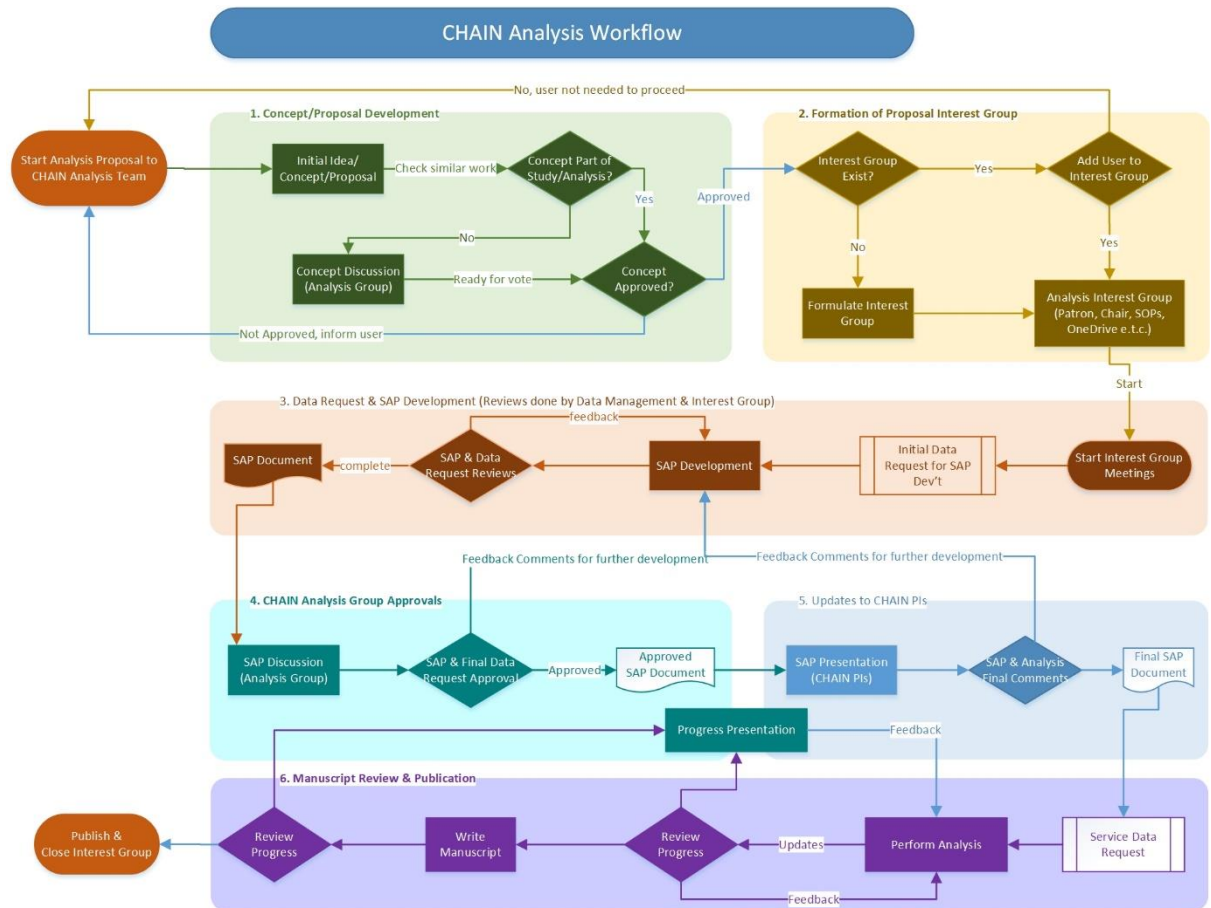 CHAIN Analysis Workflow
No, user not needed to proceed
1. Concept/Proposal Development
2. Formation of Proposal Interest Group
Start Analysis Proposal to
CHAIN Analysis Team
Initial Idea/
Concept/Proposal
Check similar work
Concept Part of
Study/Analysis?
Yes
No
Concept Discussion
(Analysis Group)
Ready for vote
Concept
Approved?
Not Approved, inform user
Approved
Interest Group
Exist?
Yes
Add User to
Interest Group
No
Yes
Formulate Interest
Group
Analysis Interest Group
(Patron, Chair, SOPs,
OneDrive e.t.c.)
Start
3. Data Request & SAP Development (Reviews done by Data Management & Interest Group)
feedback
SAP Document
complete
SAP & Data
Request Reviews
SAP Development
Initial Data
Request for SAP
Dev't
Start Interest Group
Meetings
Feedback Comments for further development
Feedback Comments for further development
4. CHAIN Analysis Group Approvals
5. Updates to CHAIN PIs
SAP Discussion
(Analysis Group)
SAP & Final Data
Request Approval
Approved
Approved
SAP Document
SAP Presentation
(CHAIN PIs)
SAP & Analysis
Final Comments
Final SAP
Document
Progress Presentation
Feedback
6. Manuscript Review & Publication
Publish &
Close Interest Group
Review
Progress
Write
Manuscript
Review
Progress
Updates
Perform Analysis
Service Data
Request
Feedback